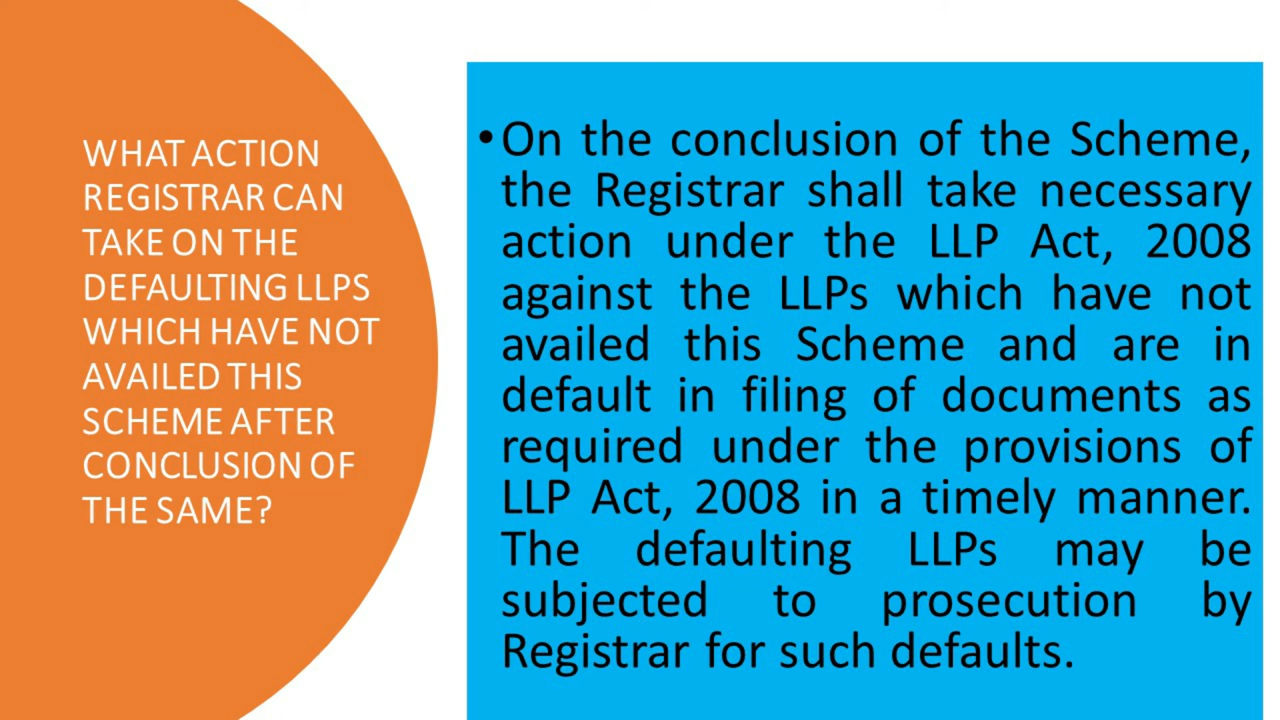 WHAT ACTION
REGISTRAR CAN
TAKE ON THE
DEFAULTING LLPS
WHICH HAVE NOT
AVAILED THIS
SCHEME AFTER
CONCLUSION OF
THE SAME?
• On the conclusion of the Scheme,
the Registrar shall take necessary
action under the LLP Act, 2008
against the LLPs which have not
availed this Scheme and are in
default in filing of documents as
required under the provisions of
LLP Act, 2008 in a timely manner.
The defaulting LLPs may be
subjected to prosecution by
Registrar for such defaults.